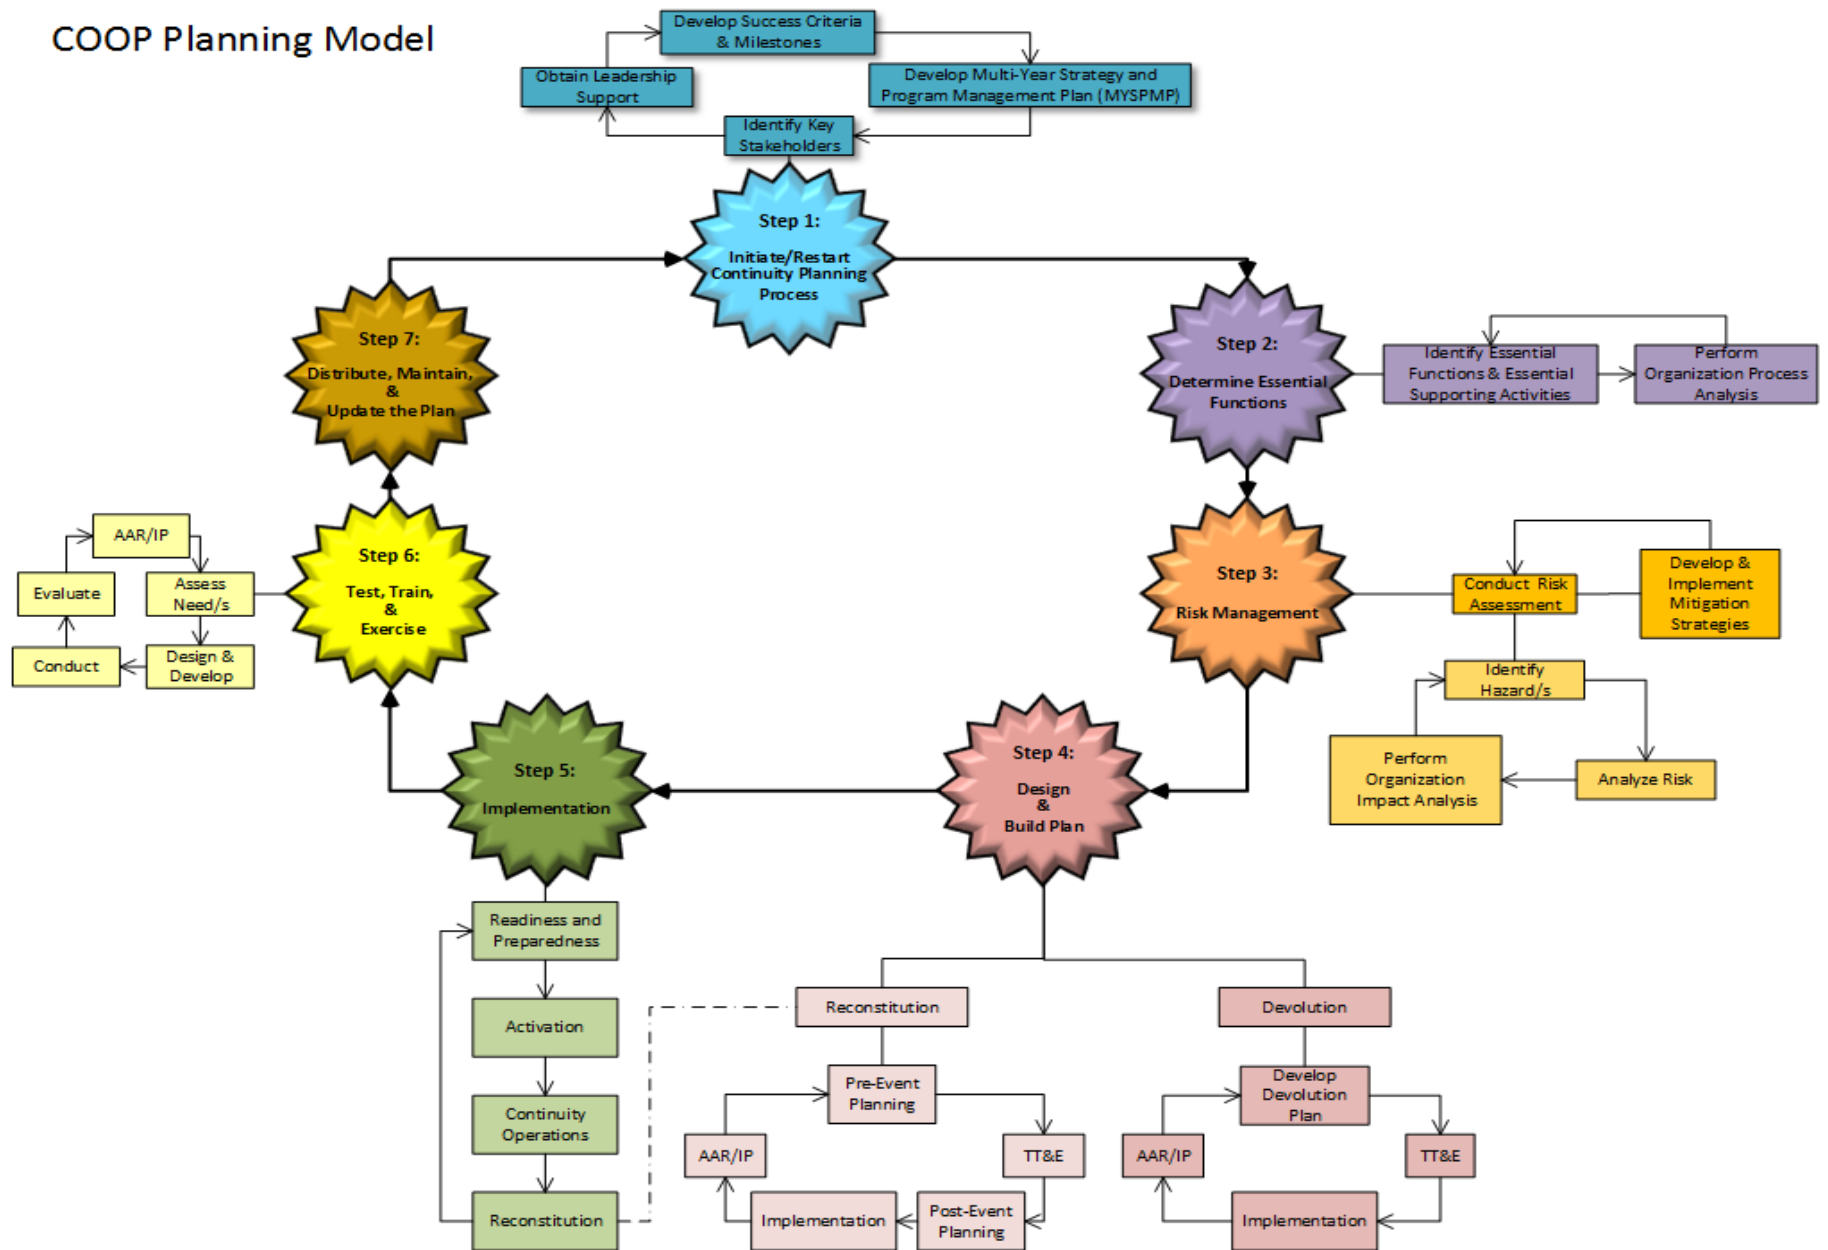 COOP Planning Model
Develop Success Criteria
& Milestones
Obtain Leadership
Support
Develop Multi-Year Strategy and
Program Management Plan (MYSPMP)
Identify Key
Stakeholders
Step 1:
Initiate/Restart
Continuity Planning
Process
Step 2:
Determine Essential
Functions
Identify Essential
Functions & Essential
Supporting Activities
Perform
Organization Process
Analysis
Step 3:
Risk Management
Conduct Risk
Assessment
Develop &
Implement
Mitigation
Strategies
Identify
Hazard/s
Analyze Risk
Perform
Organization
Impact Analysis
Step 4:
Design
&
Build Plan
Reconstitution
Pre-Event
Planning
TT&E
Post-Event
Planning
Implementation
AAR/IP
Devolution
Develop
Devolution
Plan
TT&E
Implementation
AAR/IP
Step 5:
Implementation
Readiness and
Preparedness
Activation
Continuity
Operations
Reconstitution
Step 6:
Test, Train,
&
Exercise
Assess
Need/s
Design &
Develop
Conduct
Evaluate
AAR/IP
Step 7:
Distribute, Maintain,
&
Update the Plan